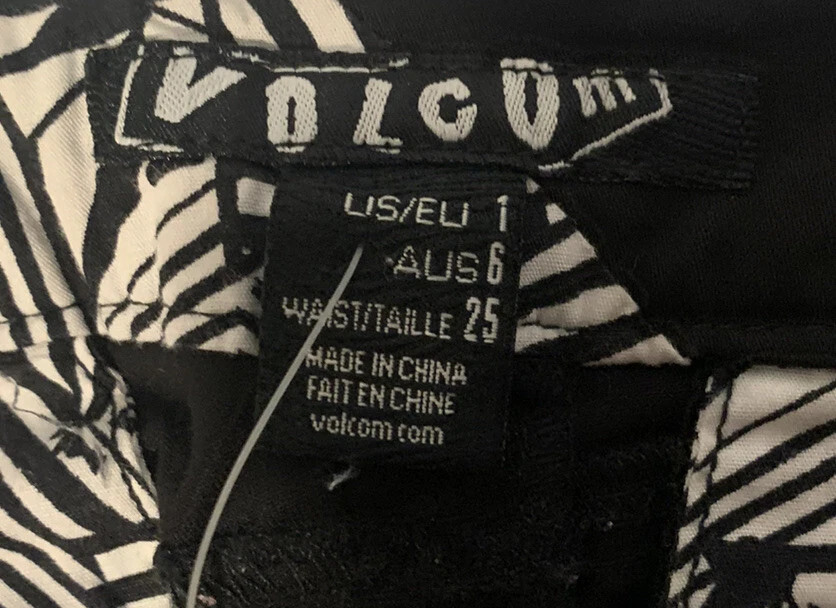 VOLCOM
US/EU 1
AUS 6
WAIST/TAILLE 25
MADE IN CHINA
FAIT EN CHINE
volcom.com